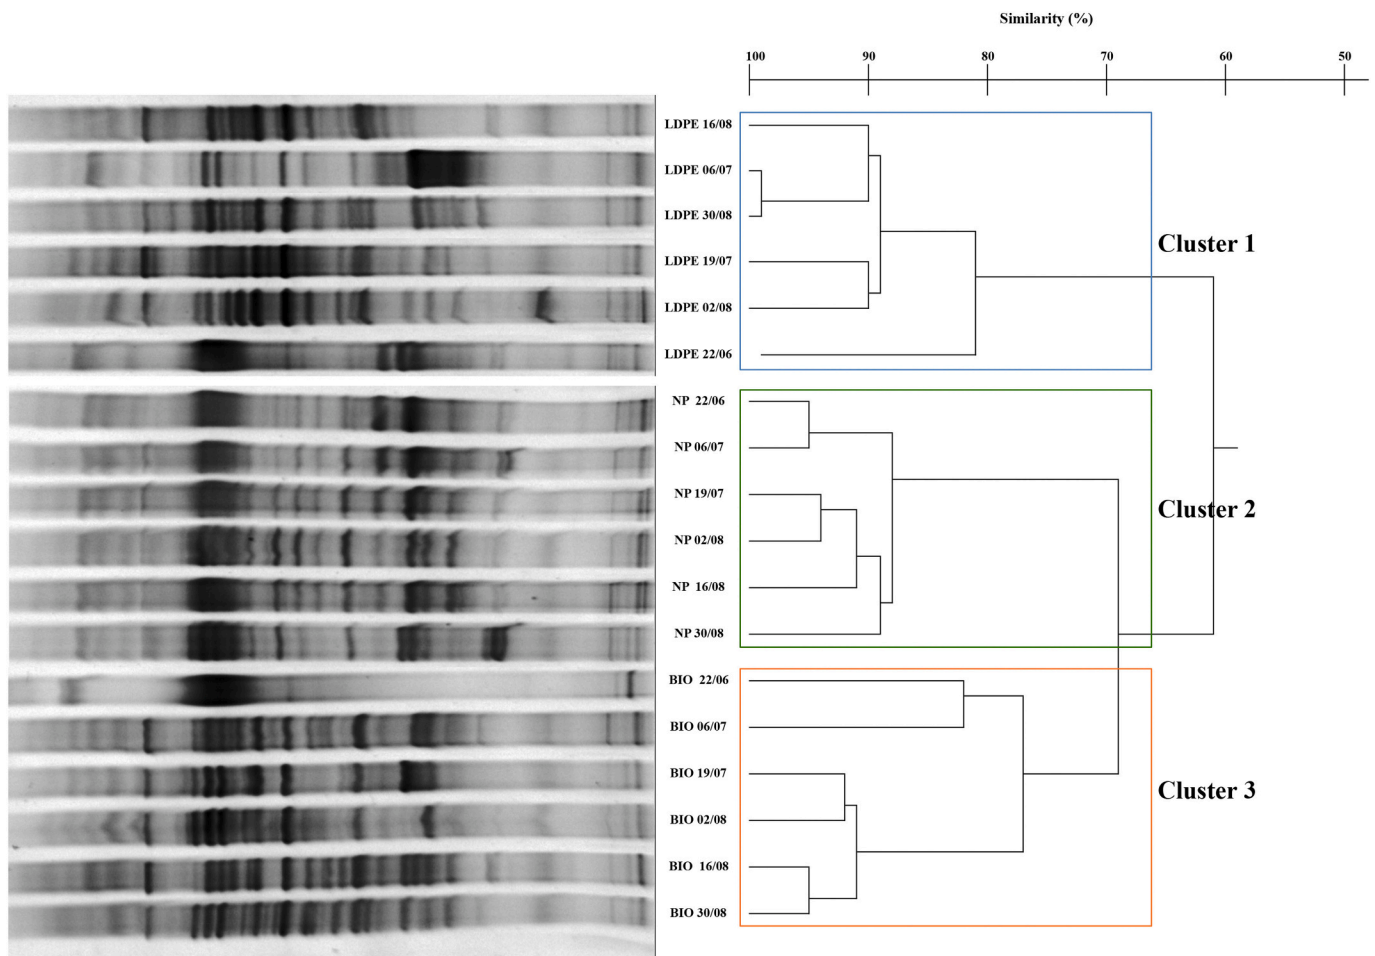 Similarity (%)
100 90 80 70 60 50
LDPE 16/08
LDPE 06/07
LDPE 30/08
LDPE 19/07
LDPE 02/08
LDPE 22/06
Cluster 1
NP 22/06
NP 06/07
NP 19/07
NP 02/08
NP 16/08
NP 30/08
Cluster 2
BIO 22/06
BIO 06/07
BIO 19/07
BIO 02/08
BIO 16/08
BIO 30/08
Cluster 3